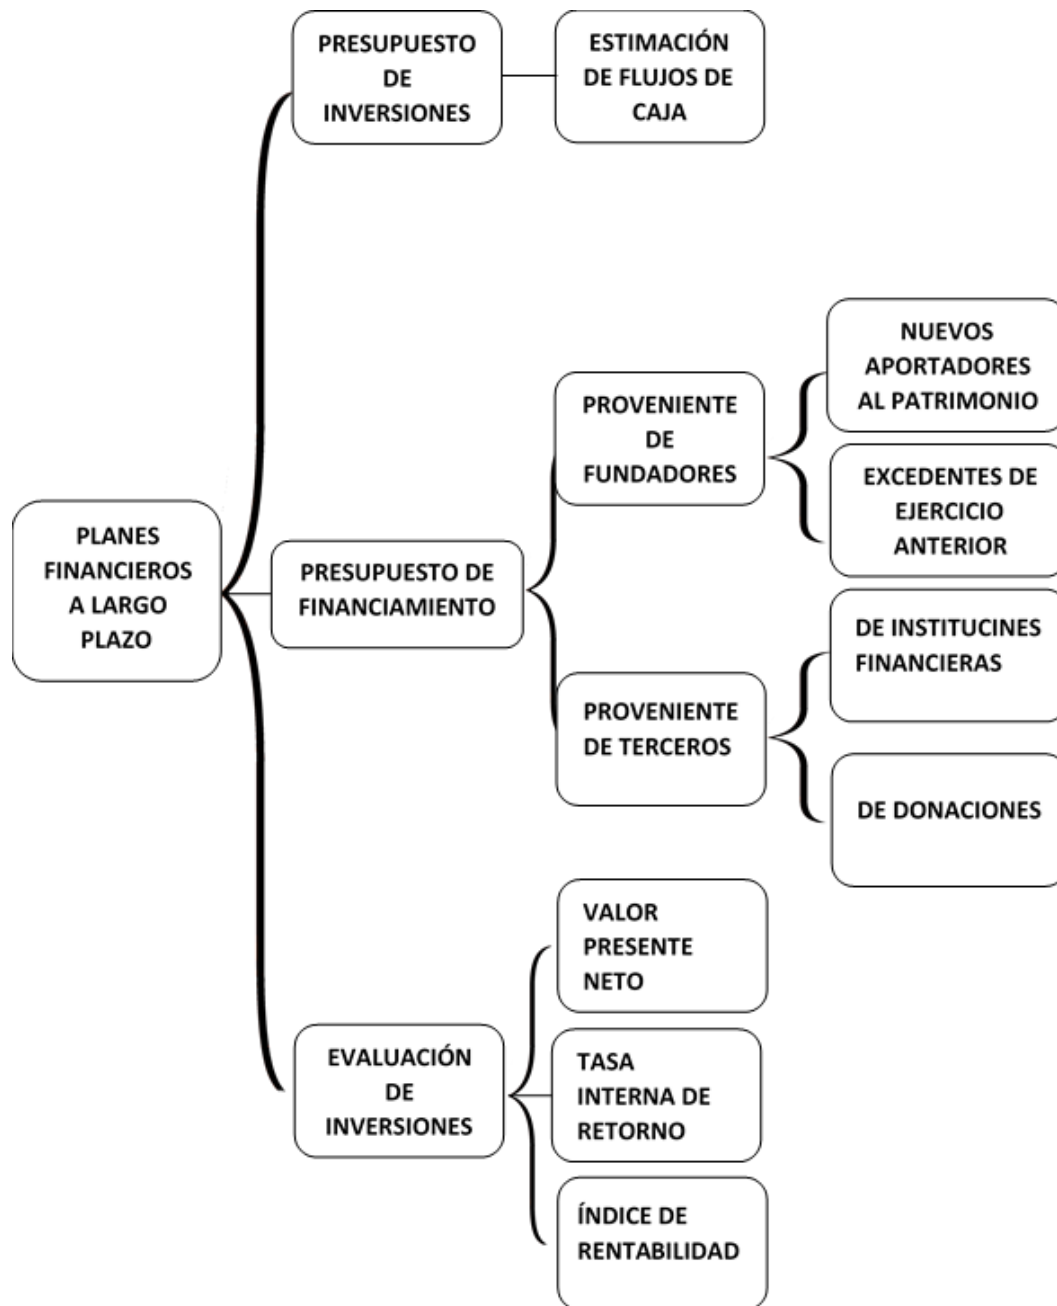 PRESUPUESTO
DE
INVERSIONES
ESTIMACIÓN
DE FLUJOS DE
CAJA
NUEVOS
APORTADORES
AL PATRIMONIO
PROVENIENTE
DE
FUNDADORES
EXCEDENTES DE
EJERCICIO
ANTERIOR
PLANES
FINANCIEROS
A LARGO
PLAZO
PRESUPUESTO DE
FINANCIAMIENTO
DE INSTITUCINES
FINANCIERAS
PROVENIENTE
DE TERCEROS
DE DONACIONES
VALOR
PRESENTE
NETO
EVALUACIÓN
DE
INVERSIONES
TASA
INTERNA DE
RETORNO
ÍNDICE DE
RENTABILIDAD